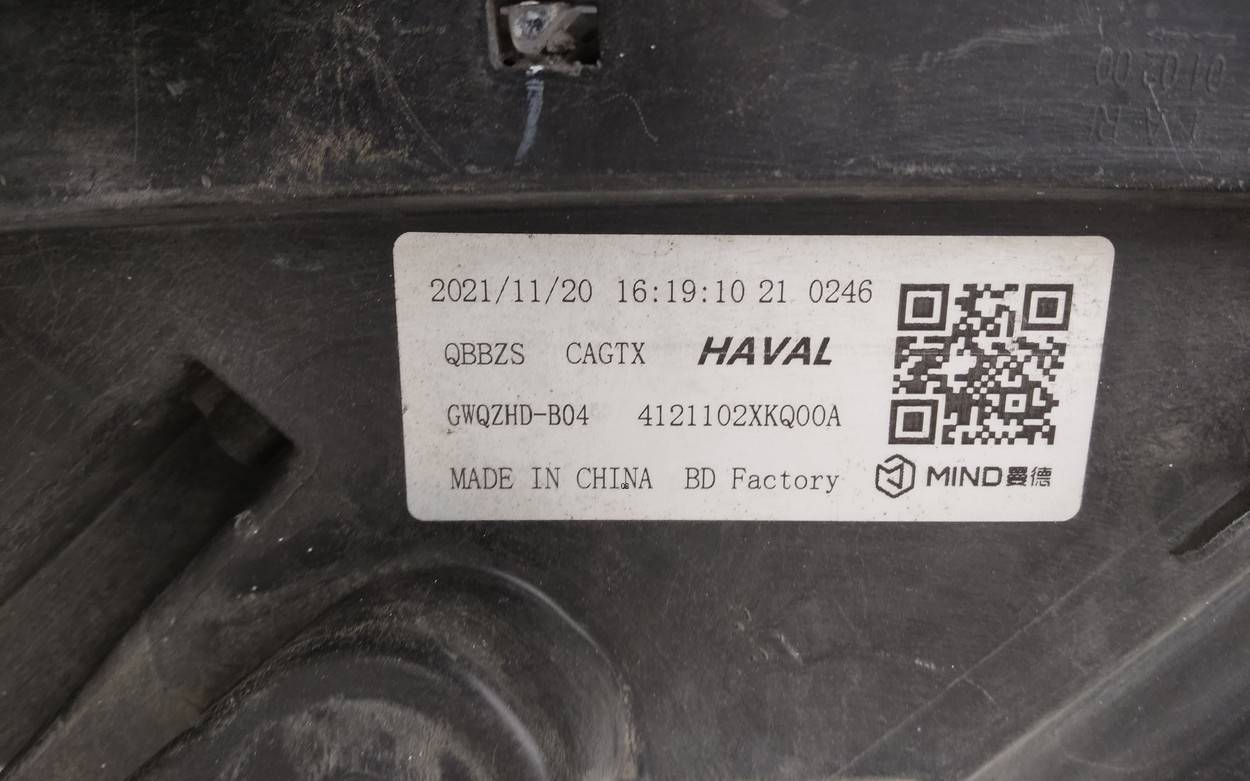 2021/11/20 16:19:10 21 0246
QBBZS CAGTX HAVAL
GWQZHD-B04 4121102XKQ00A
MADE IN CHINA BD Factory MIND曼德